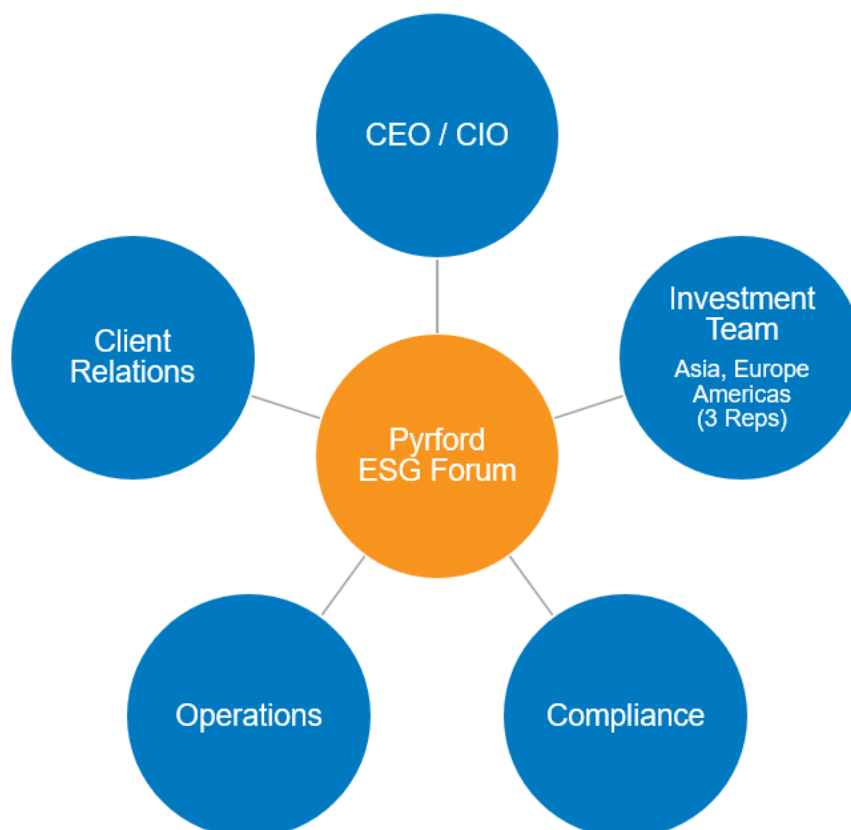 CEO / CIO
Investment
Team
Asia, Europe
Americas
(3 Reps)
Client
Relations
Pyrford
ESG Forum
Operations
Compliance